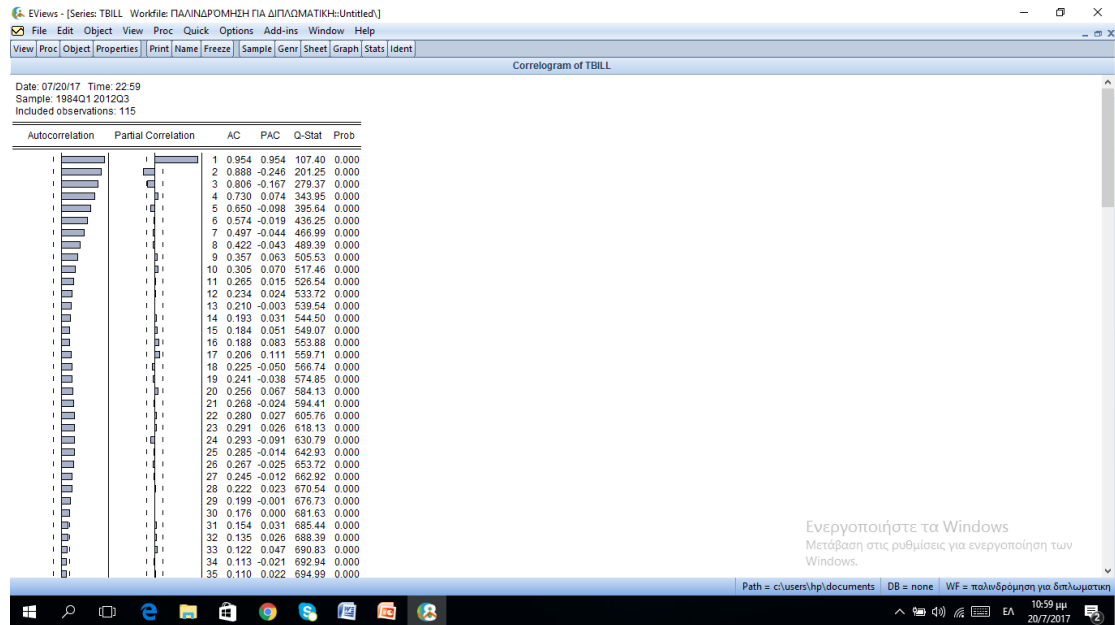 EViews - [Series: TBILL Workfile: ΠΑΛΙΝΔΡΌΜΗΣΗ ΓΙΑ ΔΙΠΛΩΜΑΤΙΚΗ::Untitled\]
File Edit Object View Proc Quick Options Add-ins Window Help
View Proc Object Properties Print Name Freeze Sample Genr Sheet Graph Stats Ident
Correlogram of TBILL
Date: 07/20/17 Time: 22:59
Sample: 1984Q1 2012Q3
Included observations: 115
Autocorrelation Partial Correlation AC PAC Q-Stat Prob
1 0.954 0.954 107.40 0.000
2 0.888 -0.246 201.25 0.000
3 0.806 -0.167 279.37 0.000
4 0.730 0.074 343.95 0.000
5 0.650 -0.098 395.64 0.000
6 0.574 -0.019 436.25 0.000
7 0.497 -0.044 466.99 0.000
8 0.422 -0.043 489.39 0.000
9 0.357 0.063 505.53 0.000
10 0.305 0.070 517.46 0.000
11 0.265 0.015 526.54 0.000
12 0.234 0.024 533.72 0.000
13 0.210 -0.003 539.54 0.000
14 0.193 0.031 544.50 0.000
15 0.184 0.051 549.07 0.000
16 0.188 0.083 553.88 0.000
17 0.206 0.111 559.71 0.000
18 0.225 -0.050 566.74 0.000
19 0.241 -0.038 574.85 0.000
20 0.256 0.067 584.13 0.000
21 0.268 -0.024 594.41 0.000
22 0.280 0.027 605.76 0.000
23 0.291 0.026 618.13 0.000
24 0.293 -0.091 630.79 0.000
25 0.285 -0.014 642.93 0.000
26 0.267 -0.025 653.72 0.000
27 0.245 -0.012 662.92 0.000
28 0.222 0.023 670.54 0.000
29 0.199 -0.001 676.73 0.000
30 0.176 0.000 681.63 0.000
31 0.154 0.031 685.44 0.000
32 0.135 0.026 688.39 0.000
33 0.122 0.047 690.83 0.000
34 0.113 -0.021 692.94 0.000
35 0.110 0.022 694.99 0.000
Ενεργοποιήστε τα Windows
Μετάβαση στις ρυθμίσεις για ενεργοποίηση των
Windows.
Path = c:\users\hp\documents DB = none WF = παλινδρόμηση για διπλωματικη
ΕΛ 10:59 μμ
20/7/2017